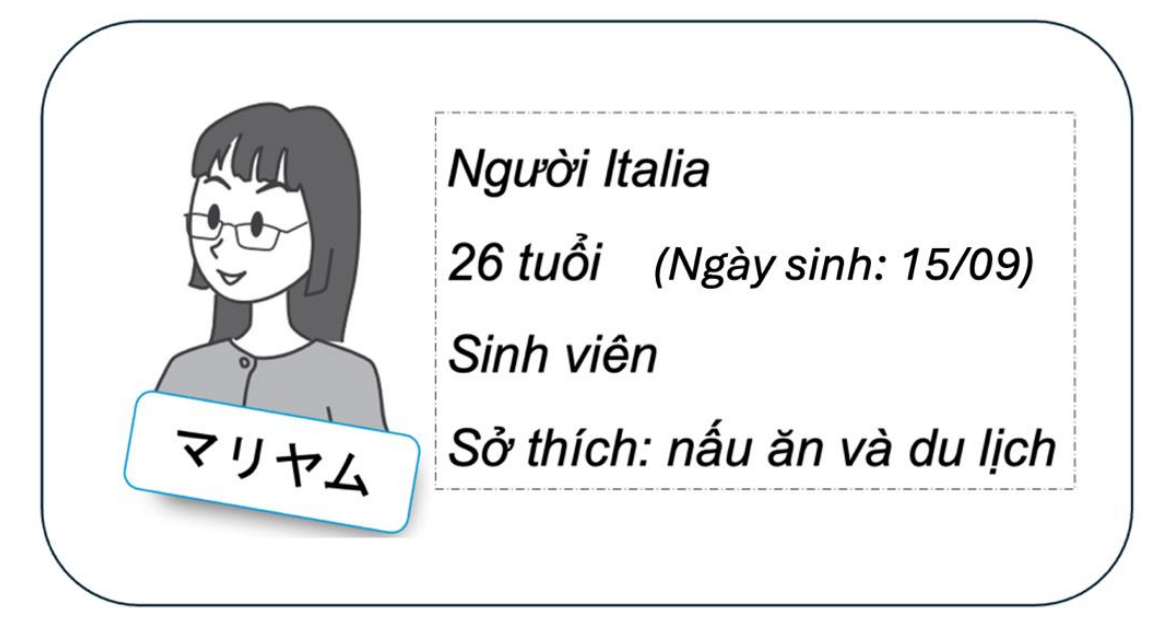 Người Italia
26 tuổi (Ngày sinh: 15/09)
Sinh viên
Sở thích: nấu ăn và du lịch
マリヤム